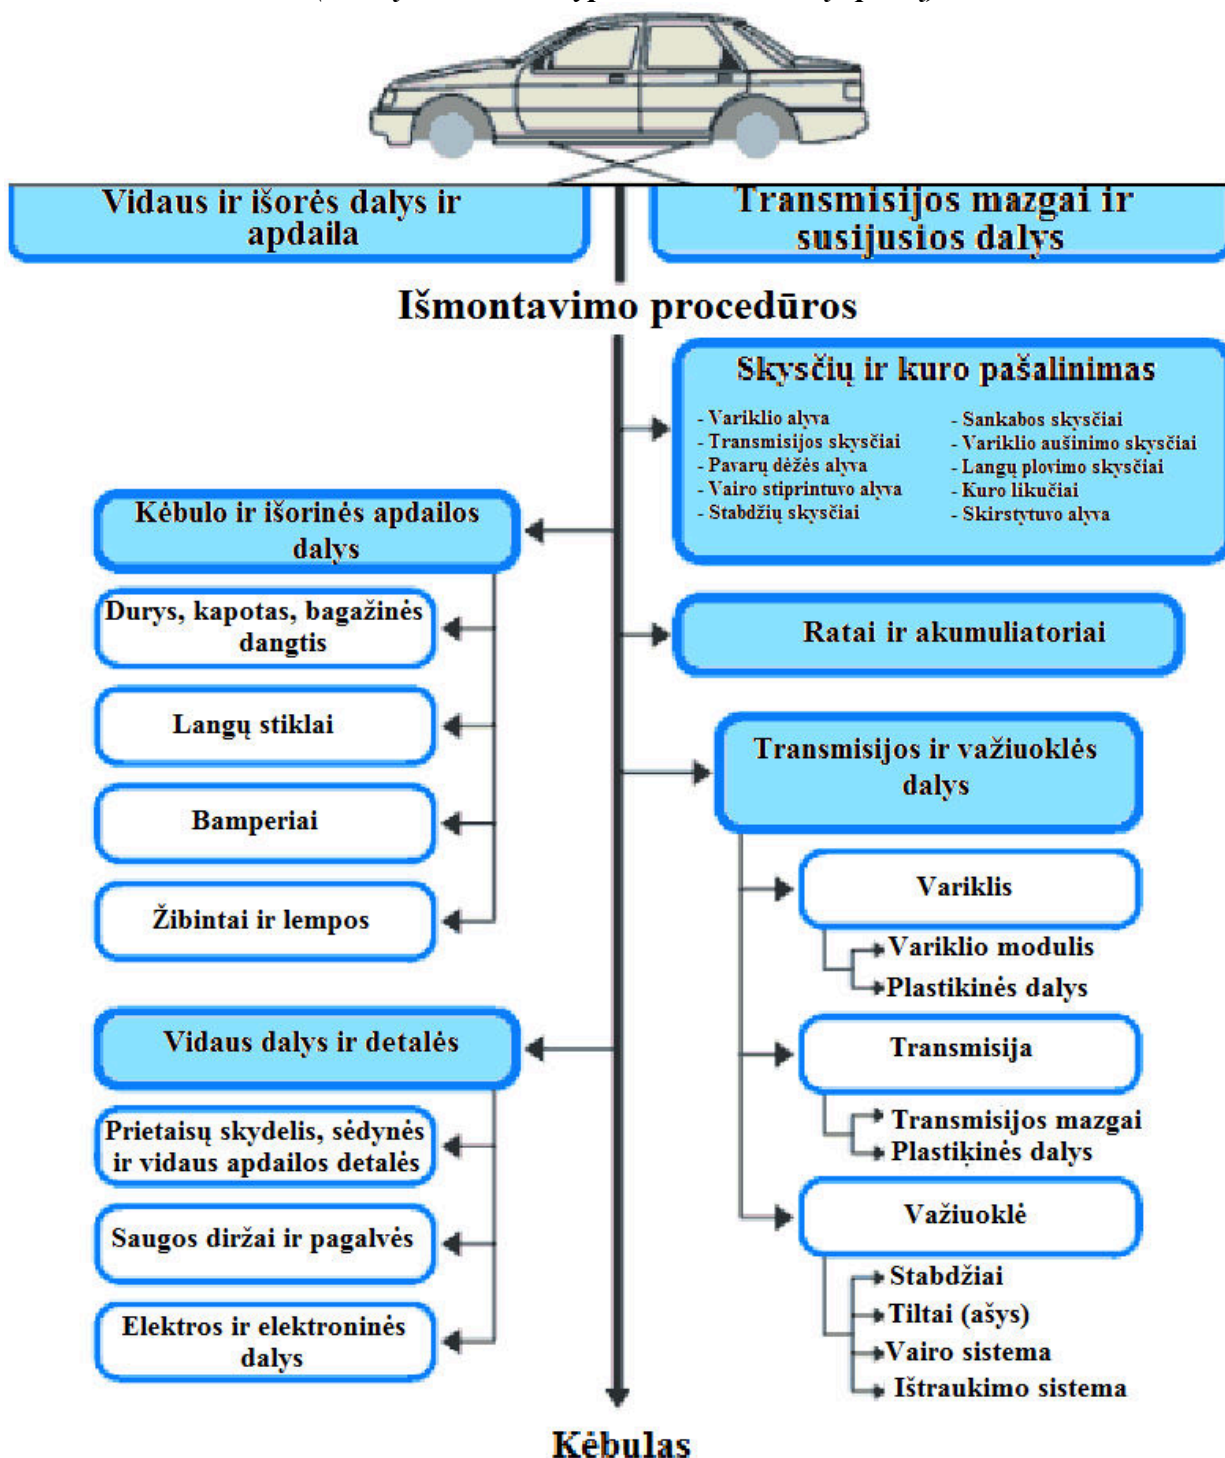 Vidaus ir išorės dalys ir
apdaila
Transmisijos mazgai ir
susijusios dalys
Išmontavimo procedūros
Skysčių ir kuro pašalinimas
- Variklio alyva
- Transmisijos skysčiai
- Pavarų dėžės alyva
- Vairo stiprintuvo alyva
- Stabdžių skysčiai
- Sankabos skysčiai
- Variklio aušinimo skysčiai
- Langų plovimo skysčiai
- Kuro likučiai
- Skirstytuvo alyva
Kėbulo ir išorinės apdailos
dalys
Durys, kapotas, bagažinės
dangtis
Langų stiklai
Bamperiai
Žibintai ir lempos
Ratai ir akumuliatoriai
Transmisijos ir važiuoklės
dalys
Variklis
Variklio modulis
Plastikinės dalys
Transmisija
Transmisijos mazgai
Plastiķinės dalys
Važiuoklė
Stabdžiai
Tiltai (ašys)
Vairo sistema
Ištraukimo sistema
Vidaus dalys ir detalės
Prietaisų skydelis, sėdynės
ir vidaus apdailos detalės
Saugos diržai ir pagalvės
Elektros ir elektroninės
dalys
Kėbulas